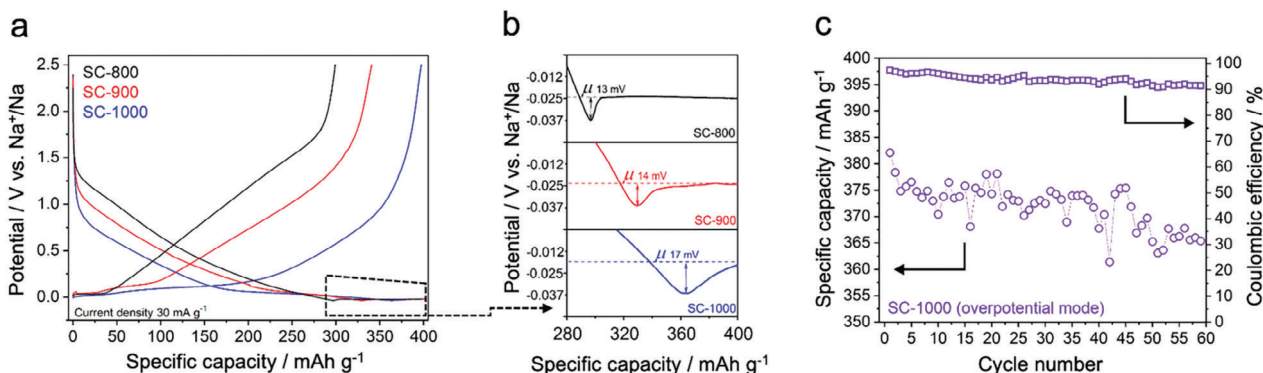 a
Potential / V vs. Na⁺/Na
2.5
2.0
1.5
1.0
0.5
0.0
SC-800
SC-900
SC-1000
Current density 30 mA g⁻¹
0 50 100 150 200 250 300 350 400
Specific capacity / mAh g⁻¹
b
Potential / V vs. Na⁺/Na
-0.012
-0.025
-0.037
μ 13 mV
SC-800
-0.012
-0.025
-0.037
μ 14 mV
SC-900
-0.012
-0.025
-0.037
μ 17 mV
SC-1000
280 320 360 400
Specific capacity / mAh g⁻¹
c
Specific capacity / mAh g⁻¹
400
395
390
385
380
375
370
365
360
355
350
SC-1000 (overpotential mode)
0 5 10 15 20 25 30 35 40 45 50 55 60
Cycle number
100
90
80
70
60
50
40
30
20
10
0
Coulombic efficiency / %